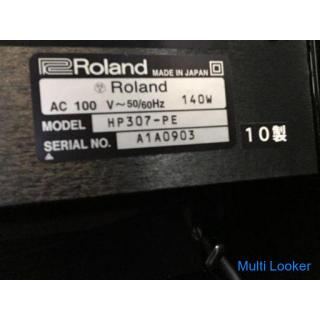 Roland MADE IN JAPAN
Roland
AC 100 V~50/60Hz 140W
MODEL HP307-PE
SERIAL NO. A1A0903
10製
Multi Looker